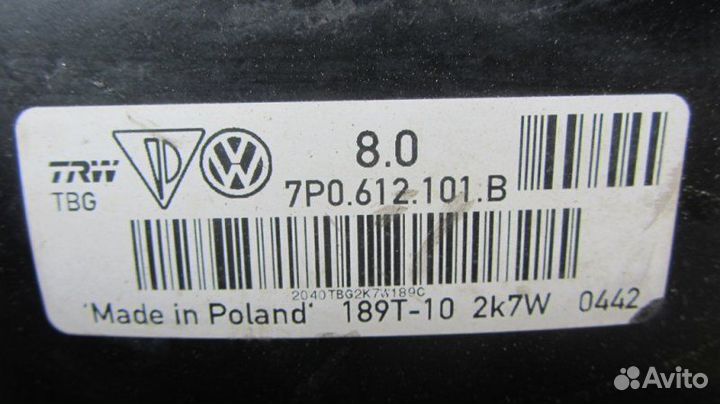 TRW
TBG
8.0
7P0.612.101.B
2040TBG2K7W189C
'Made in Poland' 189T-10 2k7W 0442
Avito